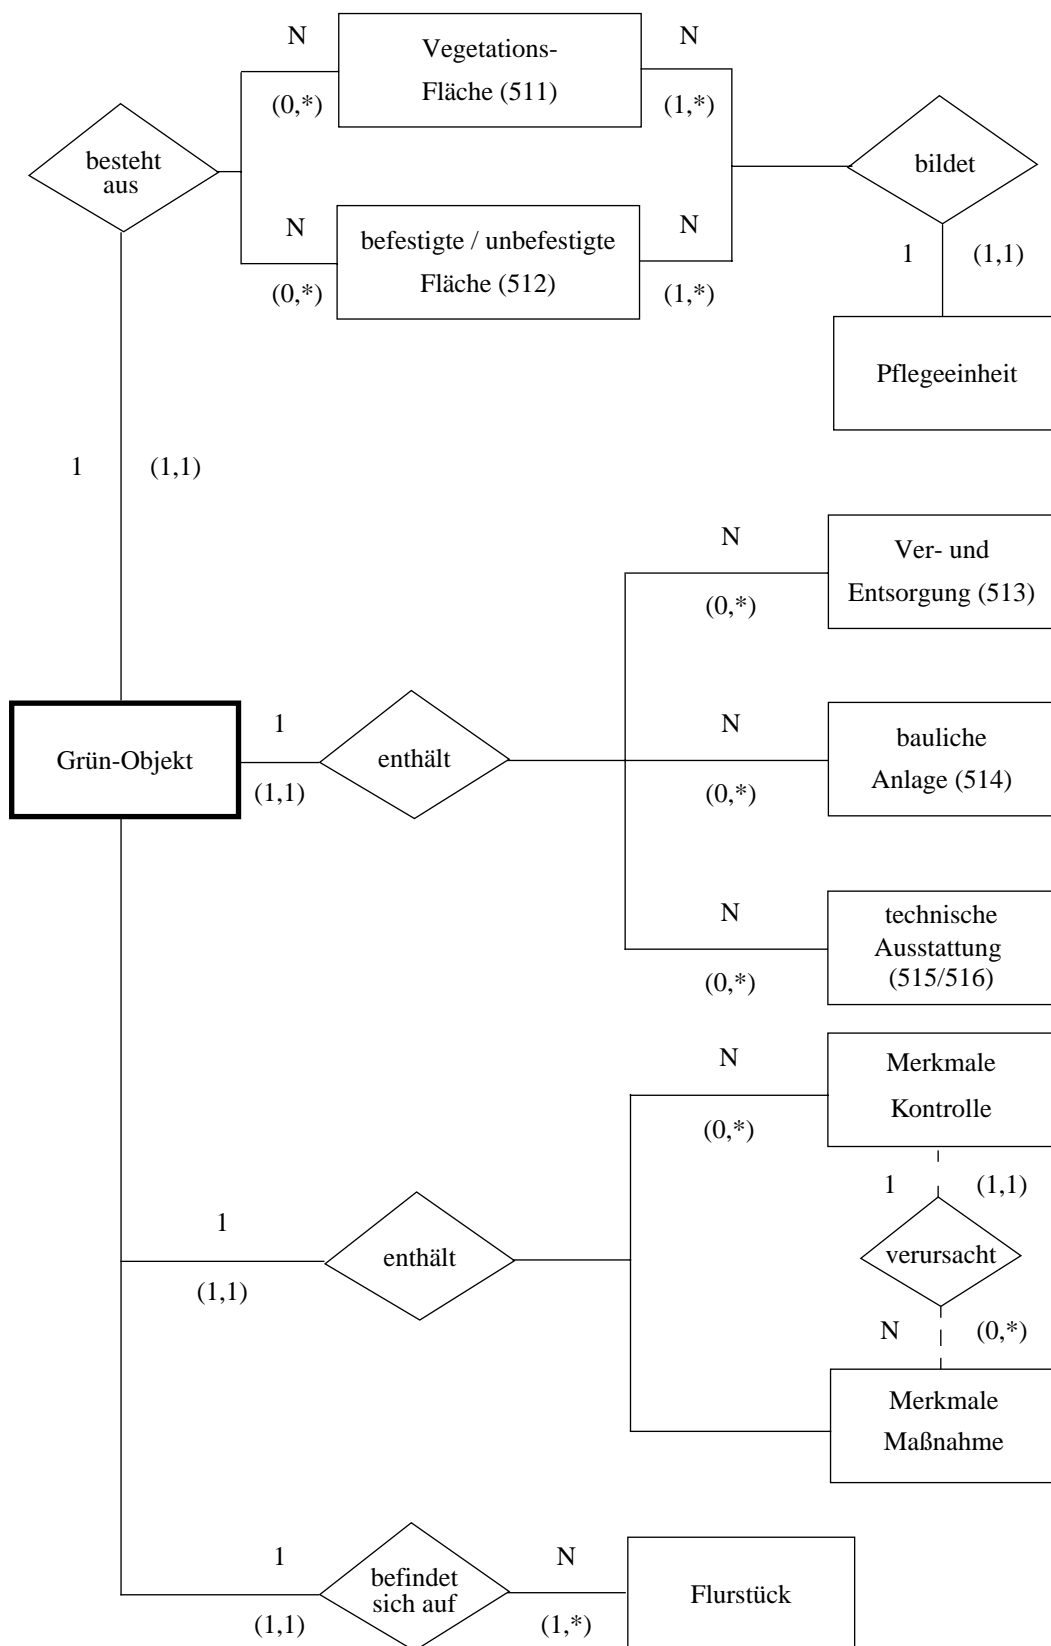 N
Vegetations-
N
(0,*)
Fläche (511)
(1,*)
besteht
aus
bildet
N
befestigte / unbefestigte
N
(0,*)
Fläche (512)
(1,*)
1
(1,1)
Pflegeeinheit
1
(1,1)
N
Ver- und
(0,*)
Entsorgung (513)
1
N
bauliche
Grün-Objekt
enthält
(1,1)
(0,*)
Anlage (514)
N
technische
Ausstattung
(0,*)
(515/516)
N
Merkmale
(0,*)
Kontrolle
1
(1,1)
1
enthält
verursacht
(1,1)
N
(0,*)
Merkmale
Maßnahme
1
N
befindet
sich auf
Flurstück
(1,1)
(1,*)